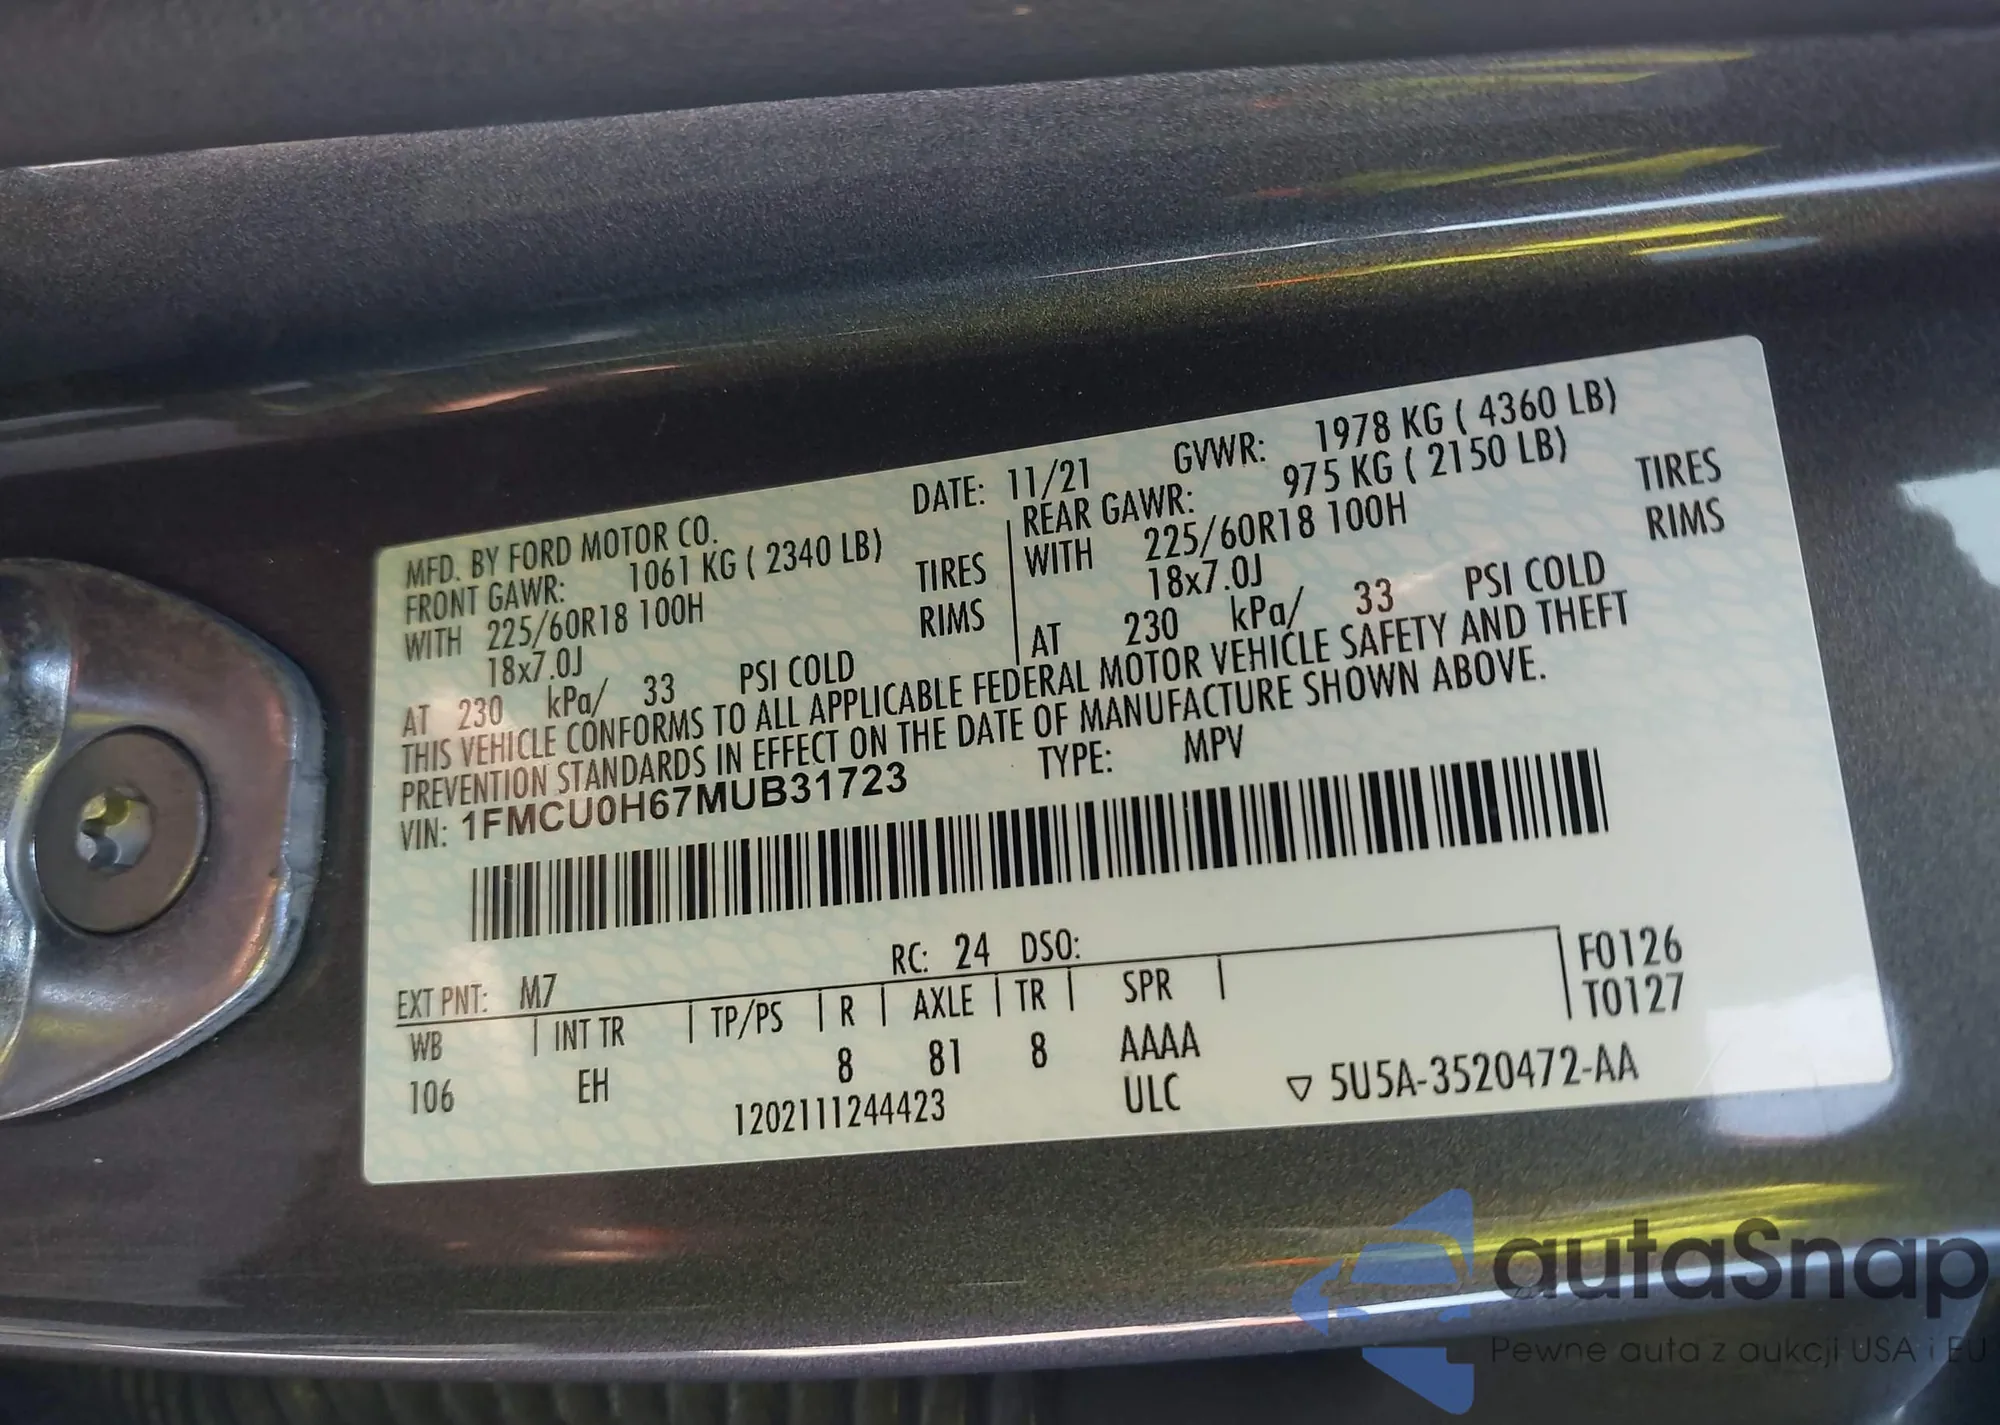 MFD. BY FORD MOTOR CO. DATE: 11/21 GVWR: 1978 KG ( 4360 LB)
FRONT GAWR: 1061 KG ( 2340 LB) REAR GAWR: 975 KG ( 2150 LB)
WITH 225/60R18 100H TIRES WITH 225/60R18 100H TIRES
18x7.0J RIMS 18x7.0J RIMS
AT 230 kPa/ 33 PSI COLD AT 230 kPa/ 33 PSI COLD
THIS VEHICLE CONFORMS TO ALL APPLICABLE FEDERAL MOTOR VEHICLE SAFETY AND THEFT
PREVENTION STANDARDS IN EFFECT ON THE DATE OF MANUFACTURE SHOWN ABOVE.
VIN: 1FMCU0H67MUB31723 TYPE: MPV
EXT PNT: M7 RC: 24 DSO: F0126
WB INT TR TP/PS R AXLE TR SPR T0127
106 EH 8 81 8 AAAA
1202111244423 ULC 5U5A-3520472-AA
autaSnap
Pewne auta z aukcji USA i EU